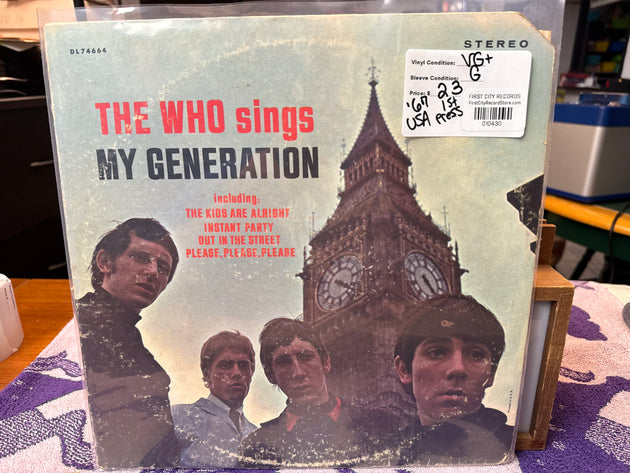 DL74664
STEREO
THE WHO sings
MY GENERATION
including:
THE KIDS ARE ALRIGHT
INSTANT PARTY
OUT IN THE STREET
PLEASE, PLEASE, PLEASE
Vinyl Condition: VG+
Sleeve Condition: G
Price: $ 23
'67 1st
USA PRESS
FIRST CITY RECORDS
FirstCityRecordStore.com
010430